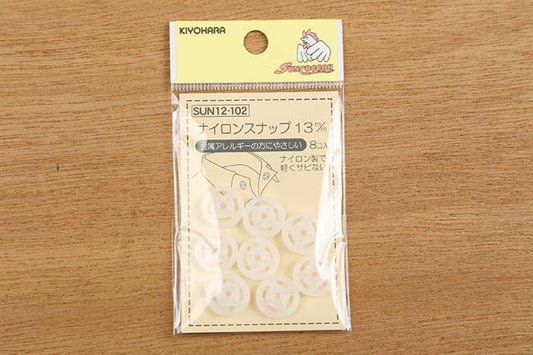 KIYOHARA
SUNCOCCOH
SUN12-102
ナイロンスナップ 13㎜
金属アレルギーの方にやさしい
8コ入
ナイロン製で
軽くサビない